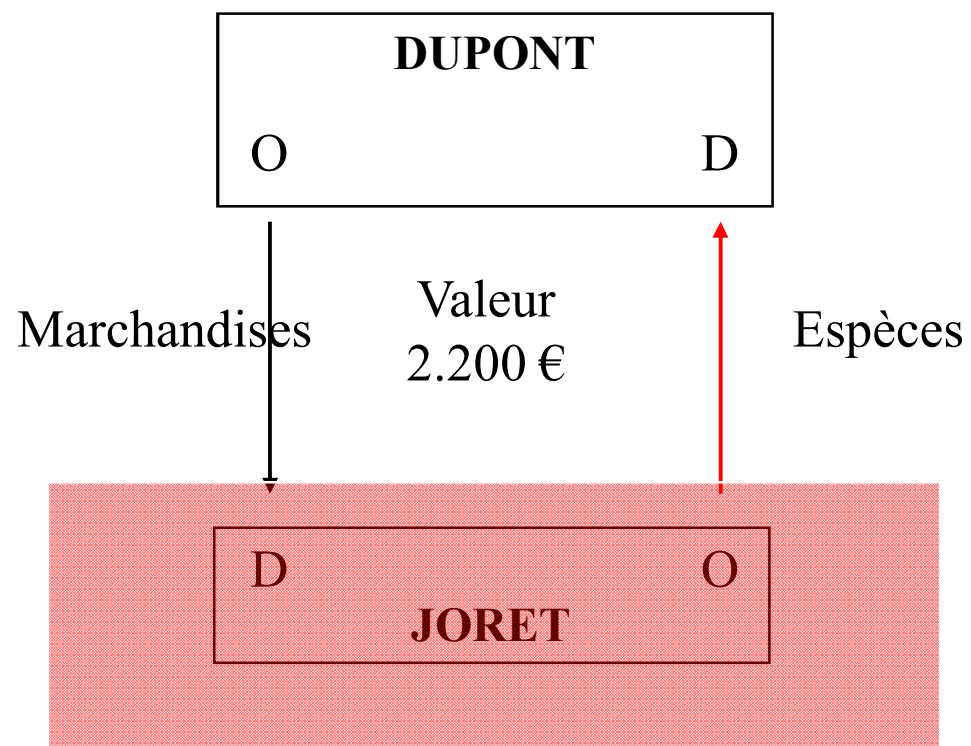 DUPONT
O D
Marchandises
Valeur
2.200 €
Espèces
D O
JORET